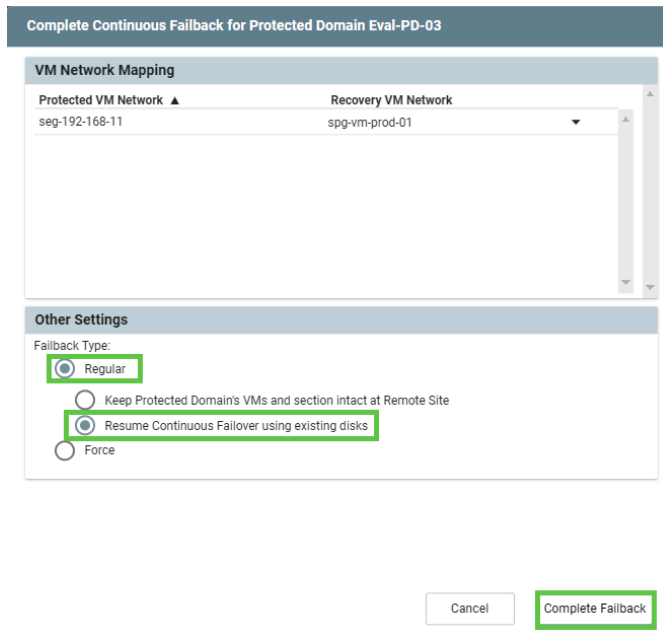 Complete Continuous Failback for Protected Domain Eval-PD-03
VM Network Mapping
Protected VM Network ▲ Recovery VM Network
seg-192-168-11 spg-vm-prod-01
Other Settings
Failback Type:
Regular
Keep Protected Domain's VMs and section intact at Remote Site
Resume Continuous Failover using existing disks
Force
Cancel Complete Failback